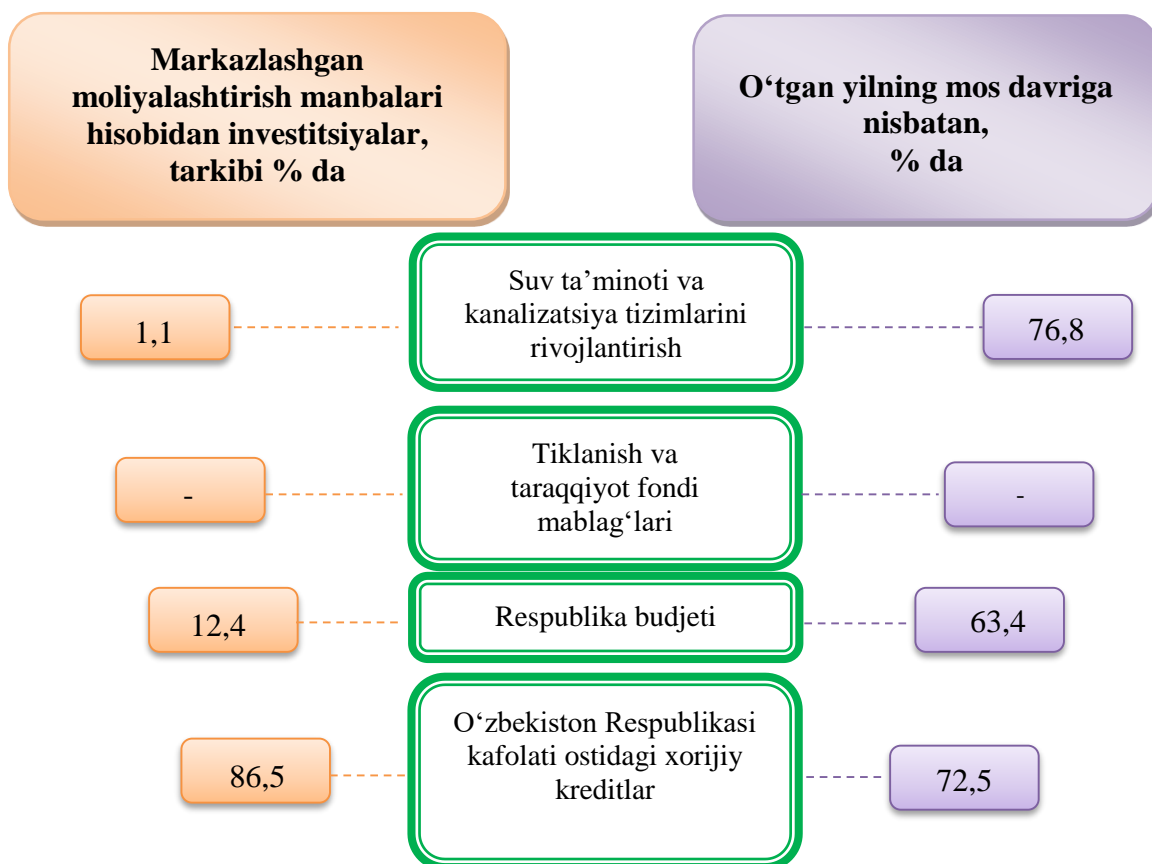 Markazlashgan
moliyalashtirish manbalari
hisobidan investitsiyalar,
tarkibi % da
O‘tgan yilning mos davriga
nisbatan,
% da
1,1
Suv ta’minoti va
kanalizatsiya tizimlarini
rivojlantirish
76,8
-
Tiklanish va
taraqqiyot fondi
mablag‘lari
-
12,4
Respublika budjeti
63,4
86,5
O‘zbekiston Respublikasi
kafolati ostidagi xorijiy
kreditlar
72,5